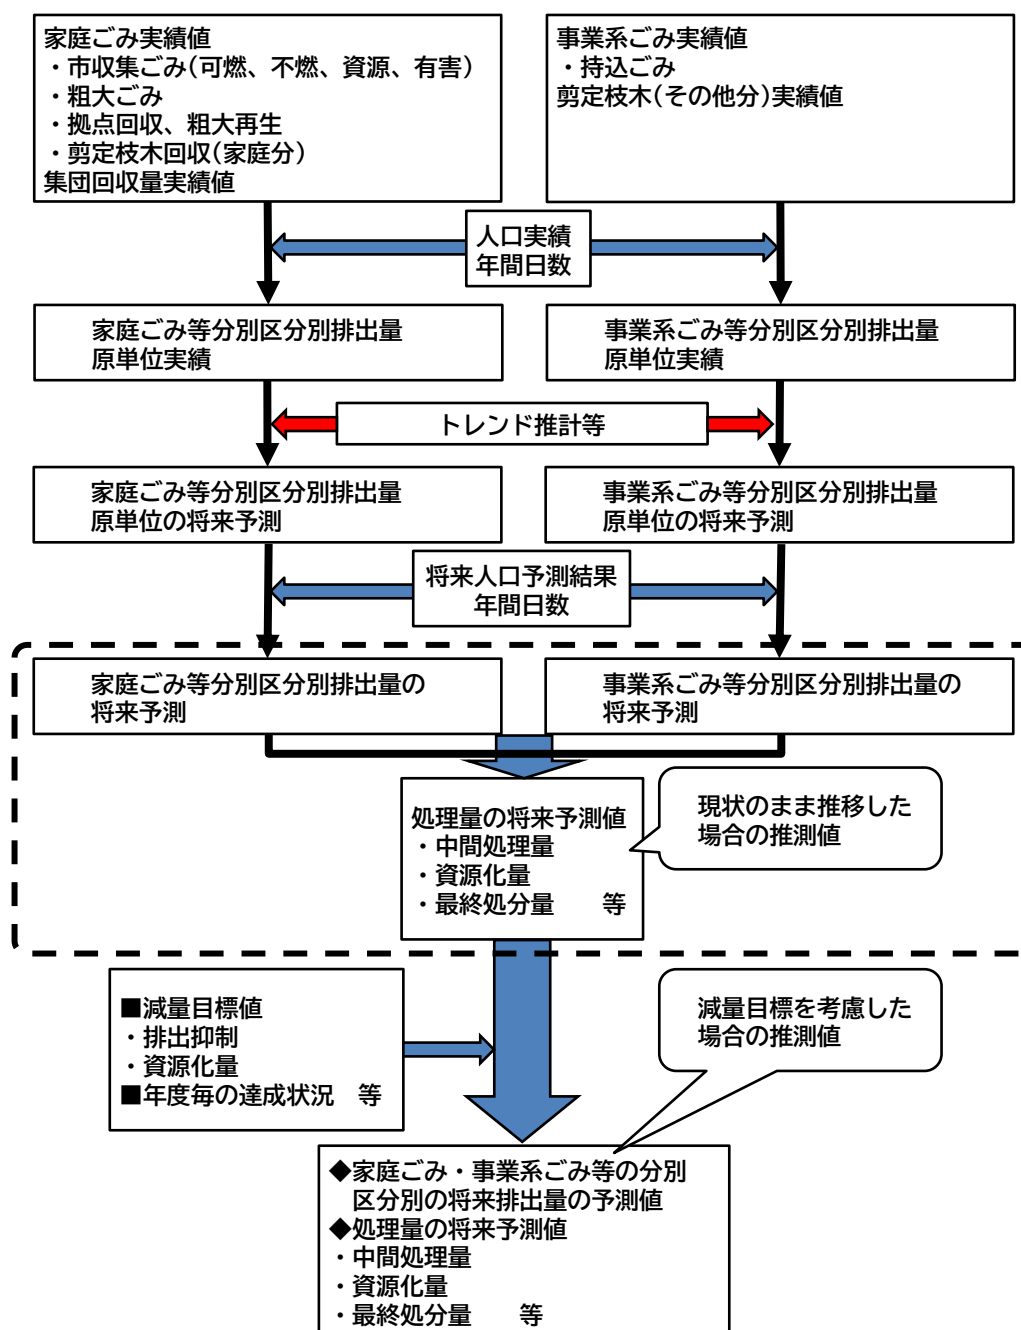 家庭ごみ実績値
・市収集ごみ(可燃、不燃、資源、有害)
・粗大ごみ
・拠点回収、粗大再生
・剪定枝木回収(家庭分)
集団回収量実績値
事業系ごみ実績値
・持込ごみ
剪定枝木(その他分)実績値
人口実績
年間日数
家庭ごみ等分別区分別排出量
原単位実績
事業系ごみ等分別区分別排出量
原単位実績
トレンド推計等
家庭ごみ等分別区分別排出量
原単位の将来予測
事業系ごみ等分別区分別排出量
原単位の将来予測
将来人口予測結果
年間日数
家庭ごみ等分別区分別排出量の
将来予測
事業系ごみ等分別区分別排出量の
将来予測
処理量の将来予測値
・中間処理量
・資源化量
・最終処分量　等
現状のまま推移した
場合の推測値
■減量目標値
・排出抑制
・資源化量
■年度毎の達成状況　等
減量目標を考慮した
場合の推測値
◆家庭ごみ・事業系ごみ等の分別
区分別の将来排出量の予測値
◆処理量の将来予測値
・中間処理量
・資源化量
・最終処分量　等